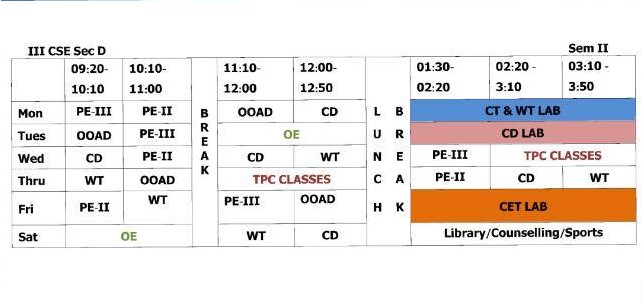 III CSE Sec D Sem II
09:20-10:10 10:10-11:00 11:10-12:00 12:00-12:50 01:30-02:20 02:20 - 3:10 03:10 - 3:50
BREAK
LUNCH BREAK
Mon PE-III PE-II OOAD CD CT & WT LAB
Tues OOAD PE-III OE CD LAB
Wed CD PE-II CD WT PE-III TPC CLASSES
Thru WT OOAD TPC CLASSES PE-II CD WT
Fri PE-II WT PE-III OOAD CET LAB
Sat OE WT CD Library/Counselling/Sports